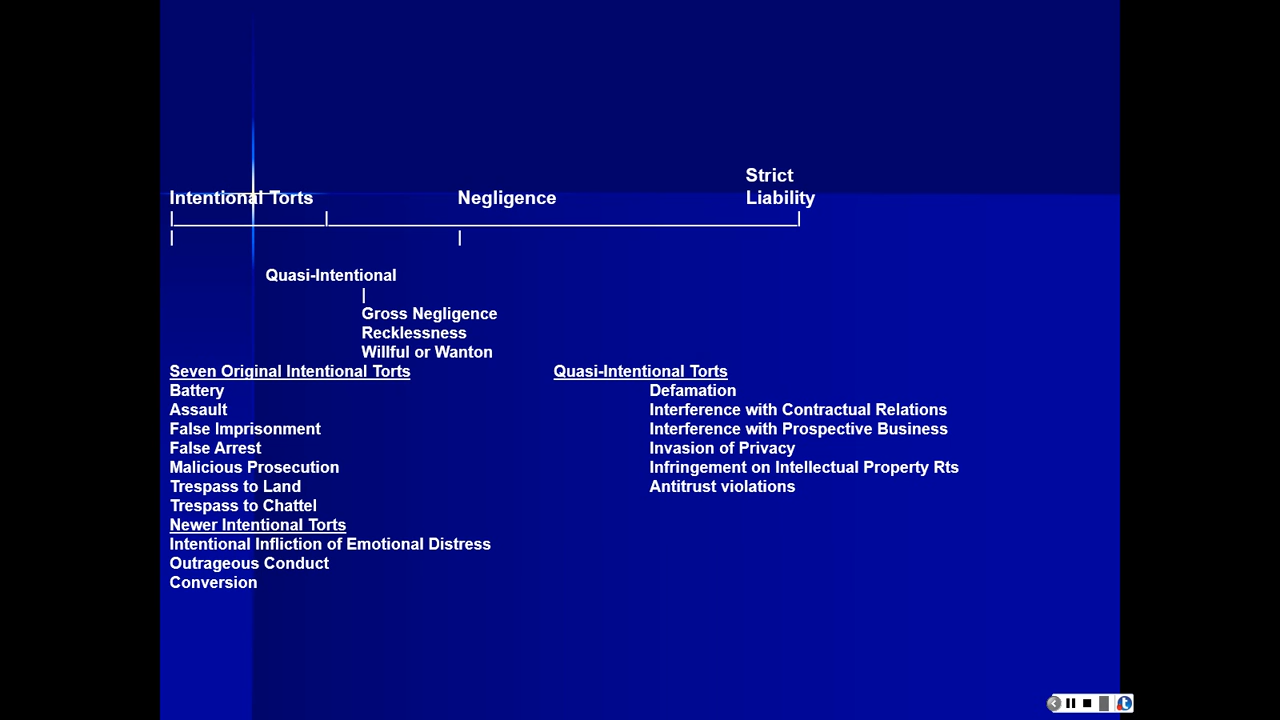 Strict
Intentional Torts Negligence Liability
|________________|__________________________________________________|
| |
Quasi-Intentional
|
Gross Negligence
Recklessness
Willful or Wanton
Seven Original Intentional Torts Quasi-Intentional Torts
Battery Defamation
Assault Interference with Contractual Relations
False Imprisonment Interference with Prospective Business
False Arrest Invasion of Privacy
Malicious Prosecution Infringement on Intellectual Property Rts
Trespass to Land Antitrust violations
Trespass to Chattel
Newer Intentional Torts
Intentional Infliction of Emotional Distress
Outrageous Conduct
Conversion